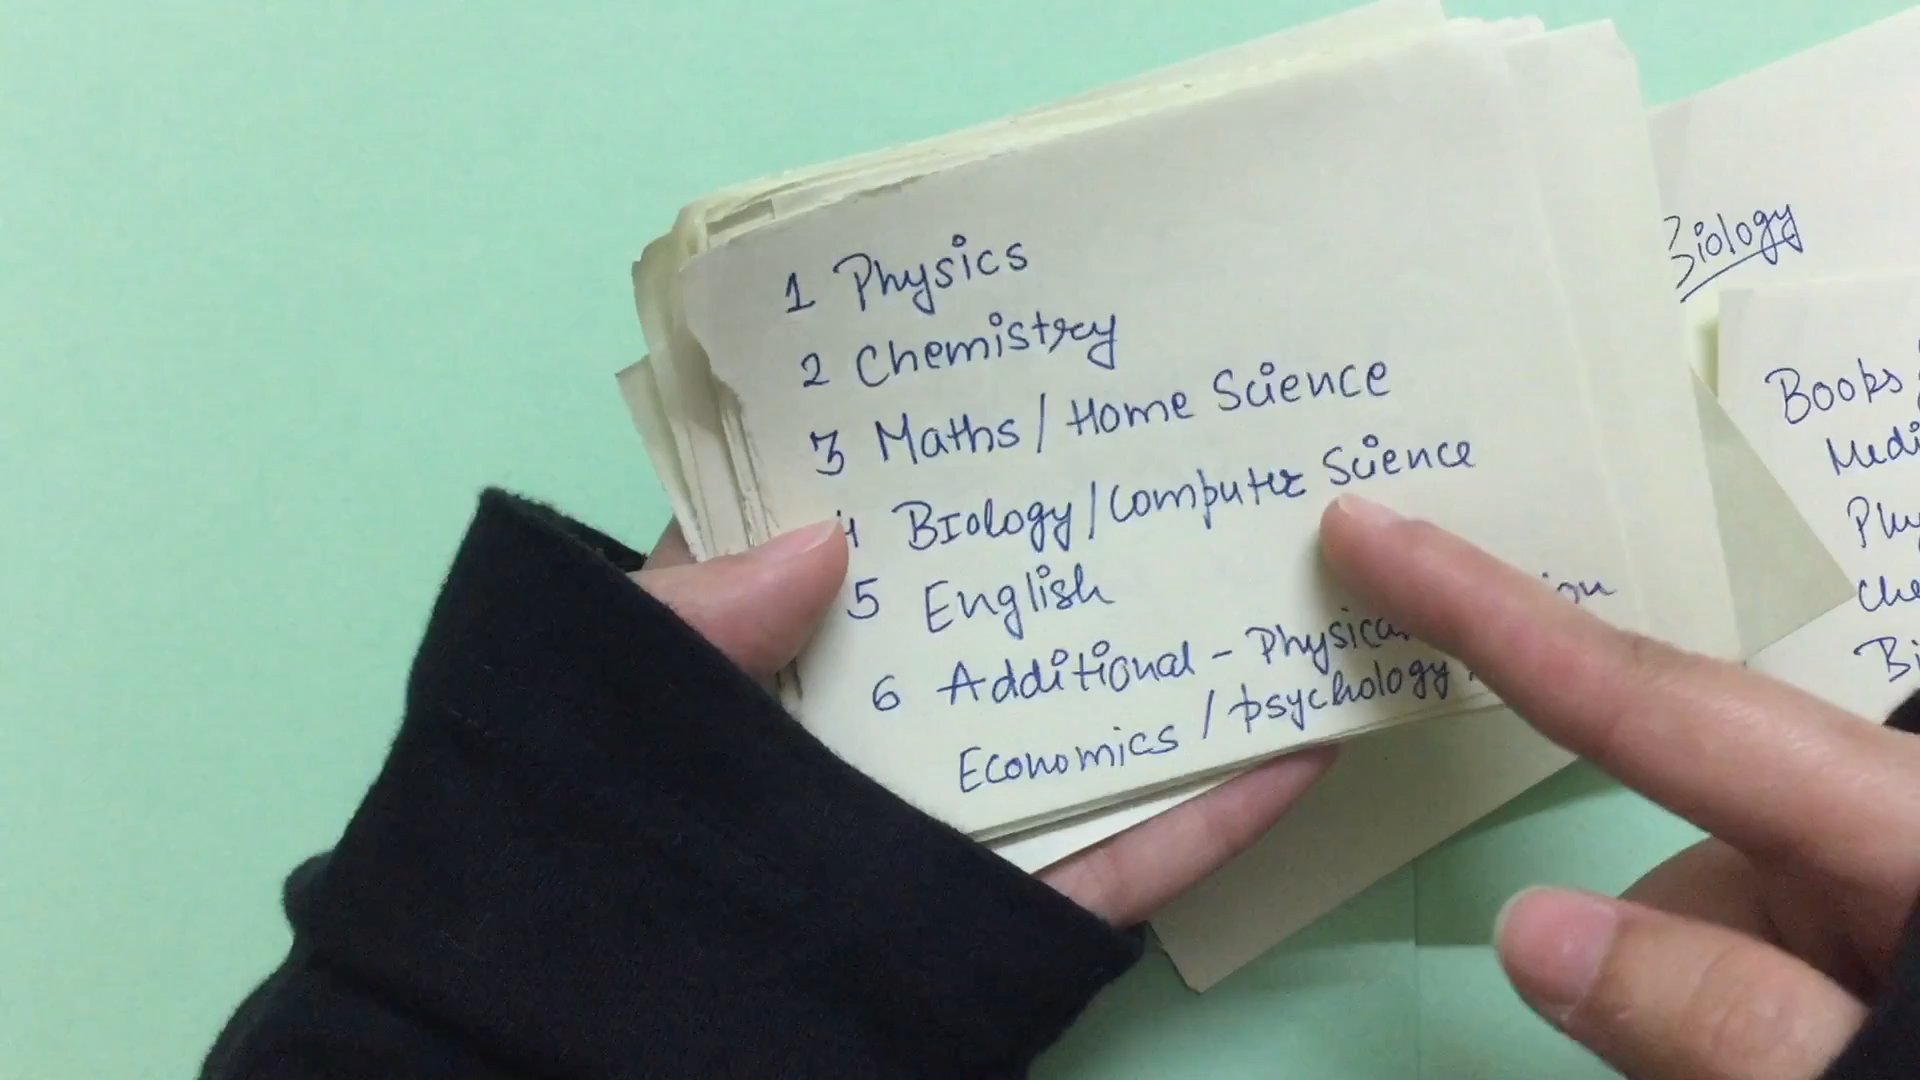 1 Physics
2 Chemistry
3 Maths / Home Science
4 Biology / Computer Science
5 English
6 Additional - Physical
Economics / psychology
Biology
Books